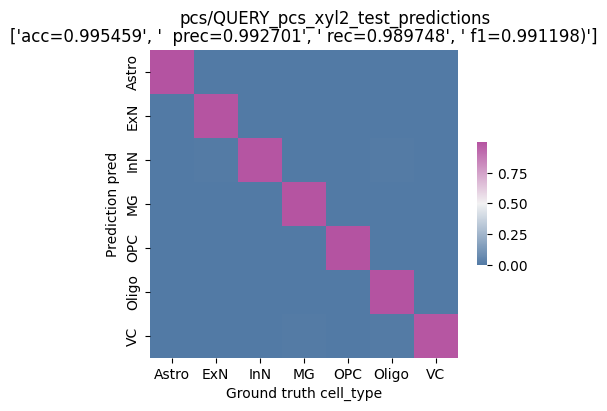 pcs/QUERY_pcs_xyl2_test_predictions
['acc=0.995459', '  prec=0.992701', ' rec=0.989748', ' f1=0.991198)']
Astro
ExN
InN
MG
OPC
Oligo
VC
Prediction pred
0.75
0.50
0.25
0.00
Astro ExN InN MG OPC Oligo VC
Ground truth cell_type